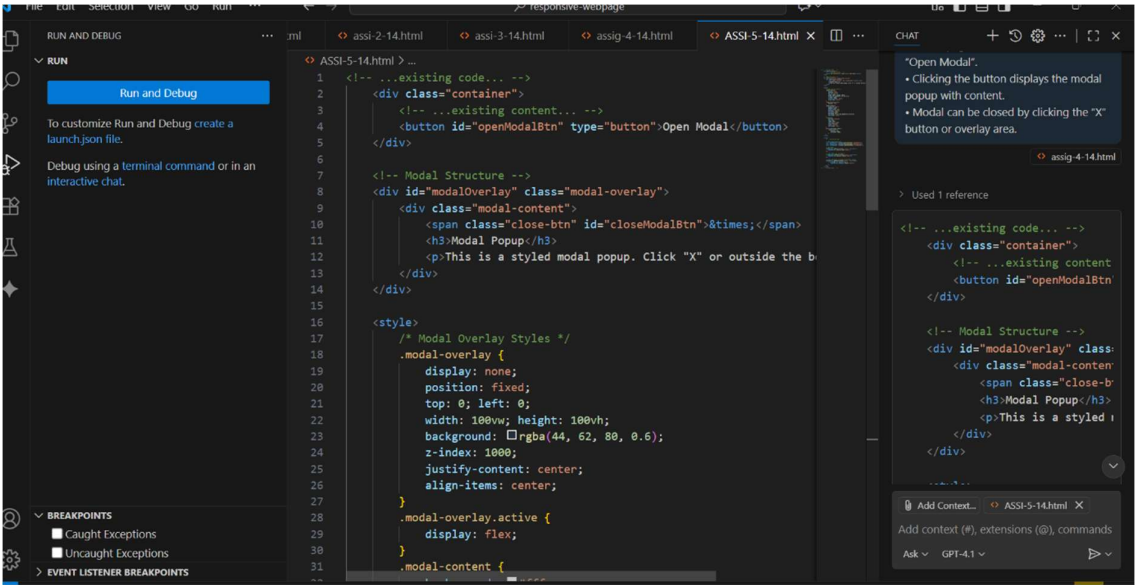 File Edit Selection View Go Run ...
responsive-webpage
RUN AND DEBUG ...
RUN
Run and Debug
To customize Run and Debug create a
launch.json file.
Debug using a terminal command or in an
interactive chat.
BREAKPOINTS
Caught Exceptions
Uncaught Exceptions
EVENT LISTENER BREAKPOINTS
assi-2-14.html
assi-3-14.html
assig-4-14.html
ASSI-5-14.html
ASSI-5-14.html > ...
1 <!-- ...existing code... -->
2 <div class="container">
3 <!-- ...existing content... -->
4 <button id="openModalBtn" type="button">Open Modal</button>
5 </div>
6
7 <!-- Modal Structure -->
8 <div id="modalOverlay" class="modal-overlay">
9 <div class="modal-content">
10 <span class="close-btn" id="closeModalBtn">&times;</span>
11 <h3>Modal Popup</h3>
12 <p>This is a styled modal popup. Click "X" or outside the b
13 </div>
14 </div>
15
16 <style>
17 /* Modal Overlay Styles */
18 .modal-overlay {
19 display: none;
20 position: fixed;
21 top: 0; left: 0;
22 width: 100vw; height: 100vh;
23 background: rgba(44, 62, 80, 0.6);
24 z-index: 1000;
25 justify-content: center;
26 align-items: center;
27 }
28 .modal-overlay.active {
29 display: flex;
30 }
31 .modal-content {
CHAT
"Open Modal".
• Clicking the button displays the modal
popup with content.
• Modal can be closed by clicking the "X"
button or overlay area.
assig-4-14.html
Used 1 reference
<!-- ...existing code... -->
<div class="container">
<!-- ...existing content
<button id="openModalBtn"
</div>
<!-- Modal Structure -->
<div id="modalOverlay" class=
<div class="modal-conten
<span class="close-b
<h3>Modal Popup</h3>
<p>This is a styled
</div>
</div>
Add Context...
ASSI-5-14.html
Add context (#), extensions (@), commands
Ask
GPT-4.1